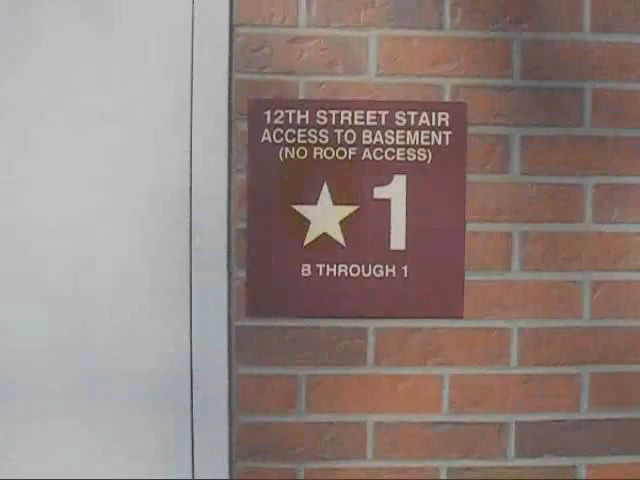 12TH STREET STAIR
ACCESS TO BASEMENT
(NO ROOF ACCESS)
★1
B THROUGH 1